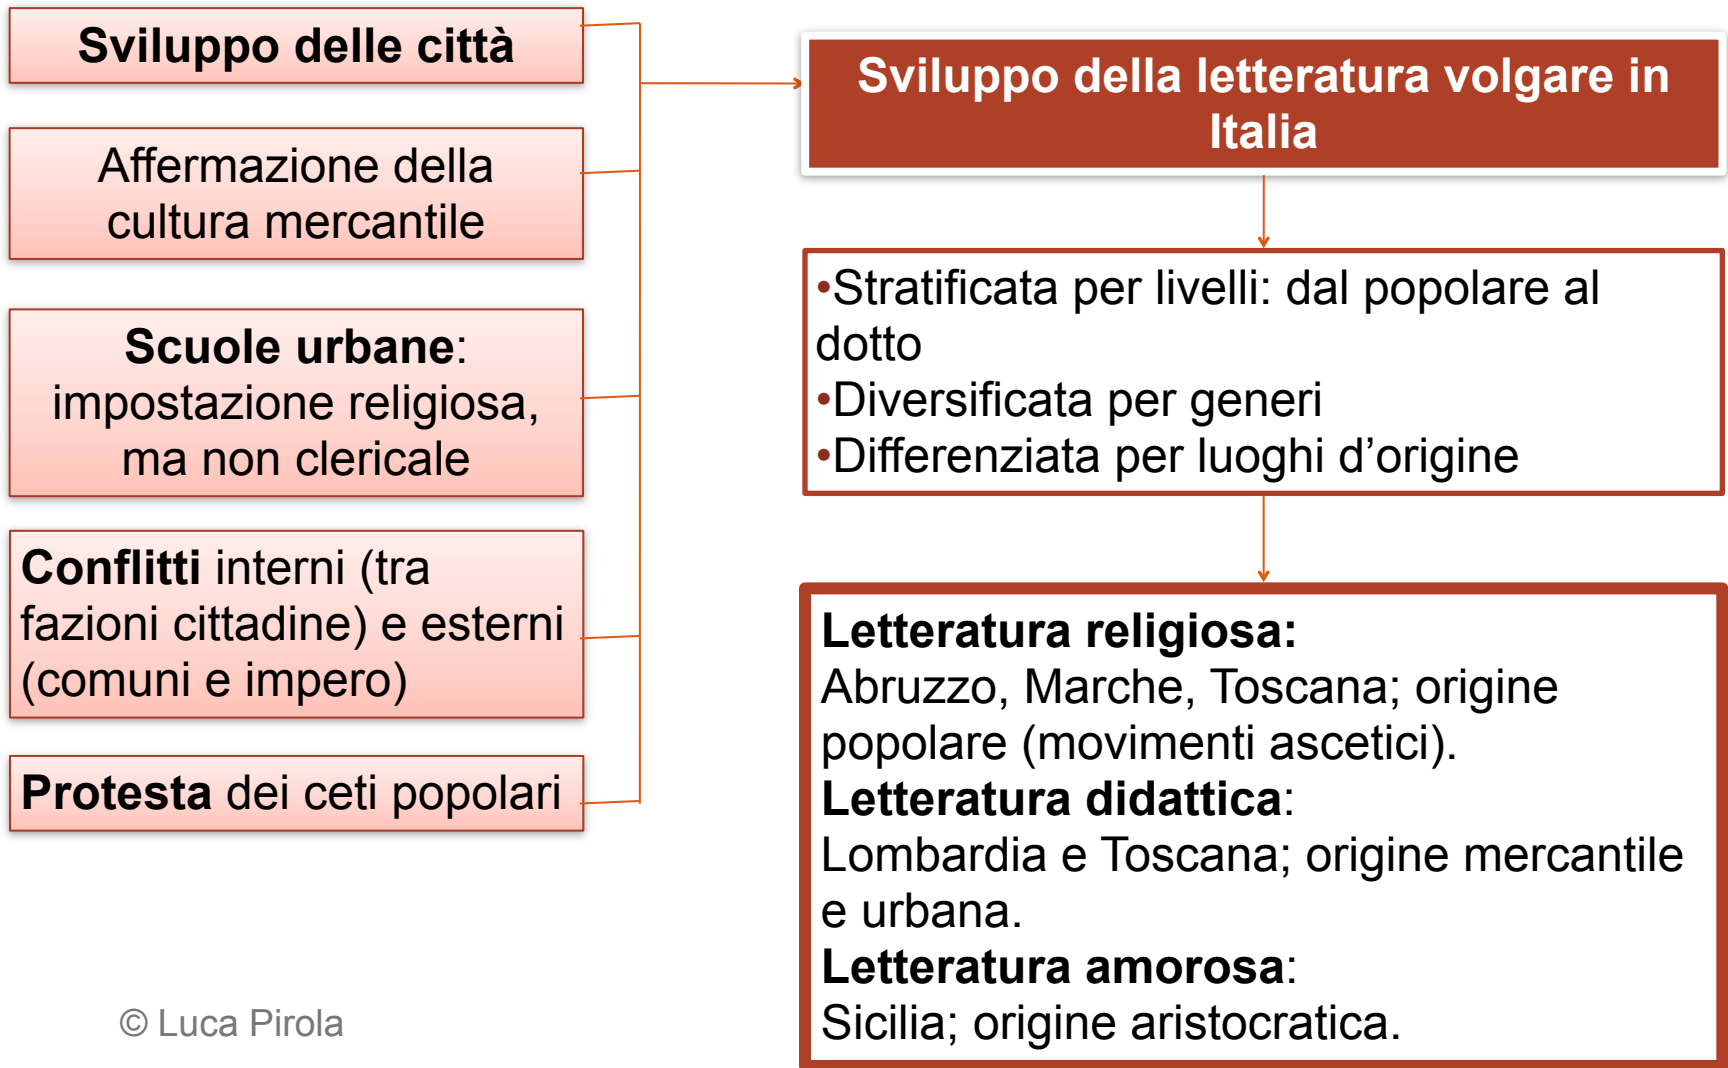 Sviluppo delle città
Affermazione della
cultura mercantile
Scuole urbane:
impostazione religiosa,
ma non clericale
Conflitti interni (tra
fazioni cittadine) e esterni
(comuni e impero)
Protesta dei ceti popolari
Sviluppo della letteratura volgare in
Italia
•Stratificata per livelli: dal popolare al
dotto
•Diversificata per generi
•Differenziata per luoghi d’origine
Letteratura religiosa:
Abruzzo, Marche, Toscana; origine
popolare (movimenti ascetici).
Letteratura didattica:
Lombardia e Toscana; origine mercantile
e urbana.
Letteratura amorosa:
Sicilia; origine aristocratica.
© Luca Pirola